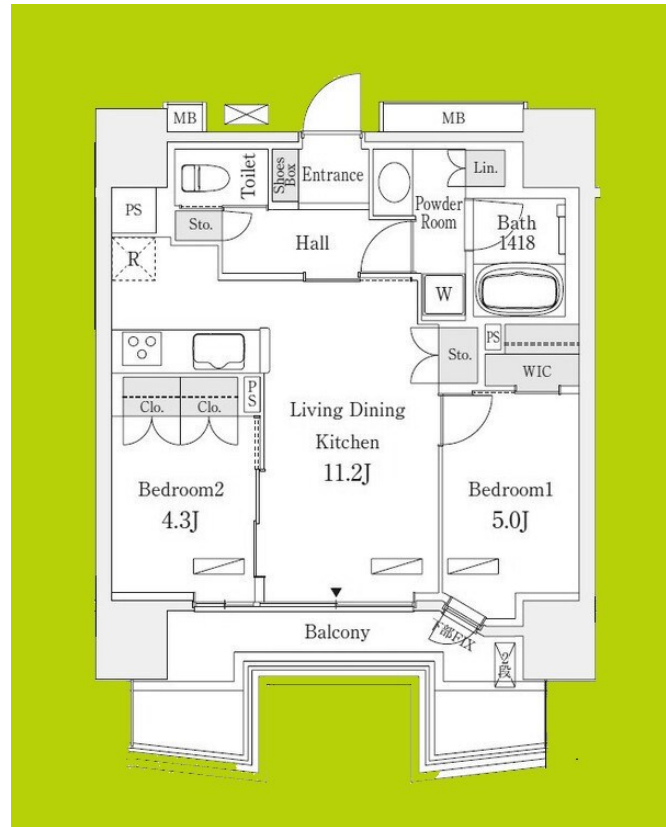 MB
MB
Toilet
Shoes
Box
Entrance
Lin.
PS
Sto.
Powder
Room
Bath
1418
Hall
R
W
PS
Sto.
WIC
Clo.
Clo.
PS
Living Dining
Kitchen
11.2J
Bedroom2
4.3J
Bedroom1
5.0J
Balcony
下部FIX